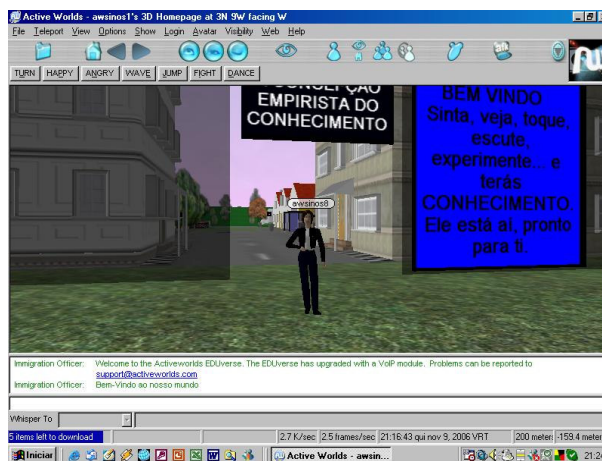 Active Worlds - awsinos1's 3D Homepage at 3N 9W facing W
File Teleport View Options Show Login Avatar Visibility Web Help
TURN HAPPY ANGRY WAVE JUMP FIGHT DANCE
CONCEPÇÃO
EMPIRISTA DO
CONHECIMENTO
BEM VINDO
Sinta, veja, toque,
escute,
experimente... e
terás
CONHECIMENTO.
Ele está aí, pronto
para ti.
awsinos6
Immigration Officer: Welcome to the Activeworlds EDUverse. The EDUverse has upgraded with a VoIP module. Problems can be reported to
support@activeworlds.com
Immigration Officer: Bem-Vindo ao nosso mundo
Whisper To
5 items left to download 2.7 K/sec 2.5 frames/sec 21:16:43 qui nov 9, 2006 VRT 200 meters -159.4 meter
Iniciar Active Worlds - awsin... 21:24